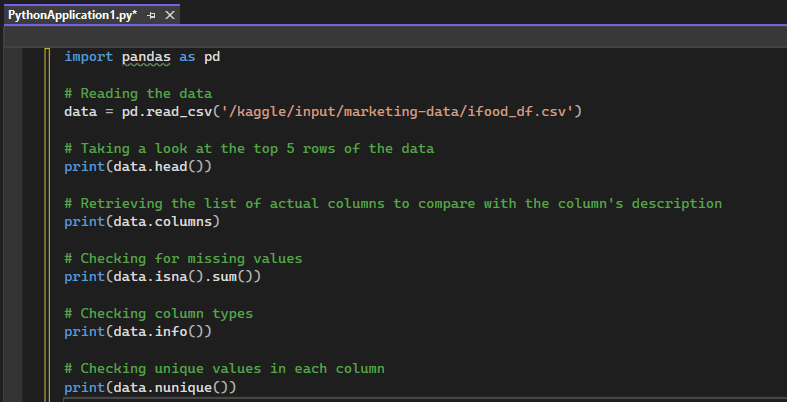 PythonApplication1.py*
import pandas as pd
# Reading the data
data = pd.read_csv('/kaggle/input/marketing-data/ifood_df.csv')
# Taking a look at the top 5 rows of the data
print(data.head())
# Retrieving the list of actual columns to compare with the column's description
print(data.columns)
# Checking for missing values
print(data.isna().sum())
# Checking column types
print(data.info())
# Checking unique values in each column
print(data.nunique())